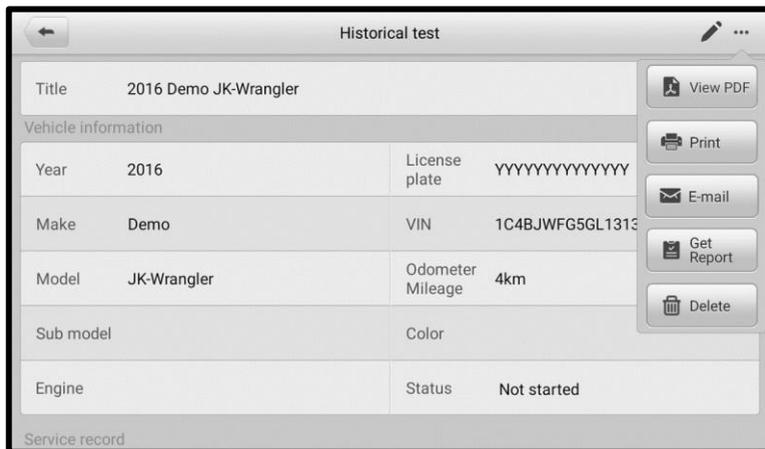 Historical test
Title 2016 Demo JK-Wrangler
View PDF
Vehicle information
Print
Year 2016 License plate YYYYYYYYYYYYYY
E-mail
Make Demo VIN 1C4BJWFG5GL1313
Get Report
Model JK-Wrangler Odometer Mileage 4km
Delete
Sub model Color
Engine Status Not started
Service record